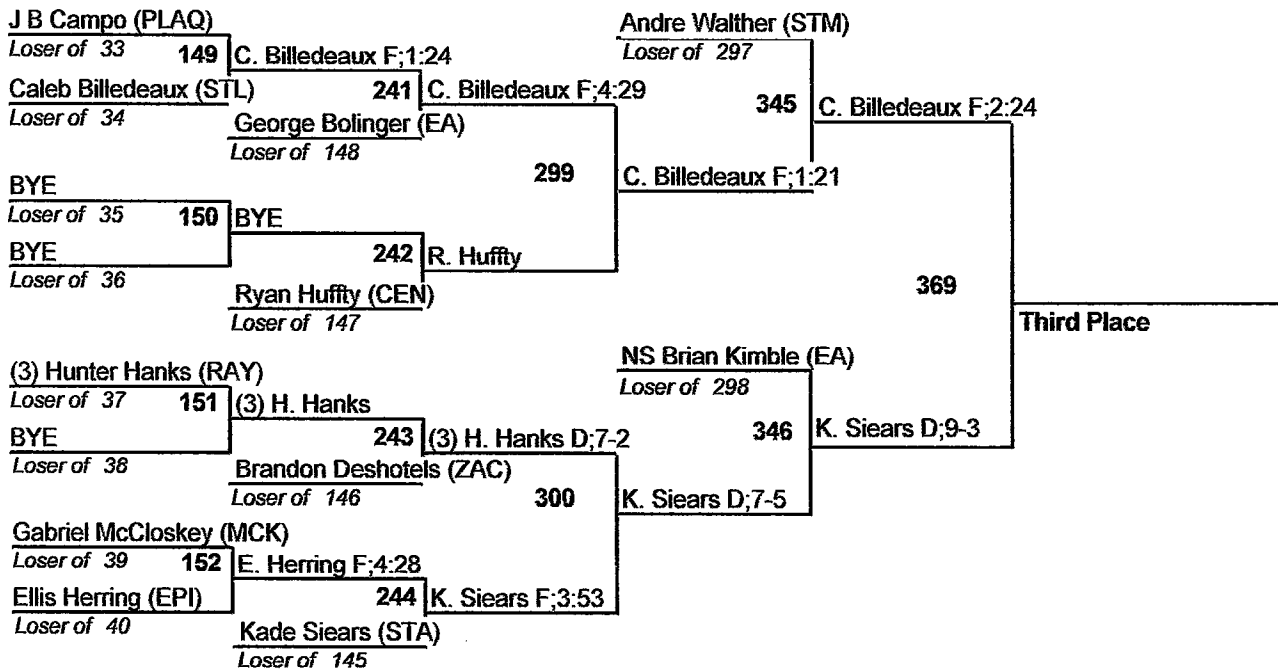 J B Campo (PLAQ)
Loser of 33
149
C. Billedeaux F;1:24
Caleb Billedeaux (STL)
Loser of 34
241
C. Billedeaux F;4:29
George Bolinger (EA)
Loser of 148
BYE
Loser of 35
150
BYE
BYE
Loser of 36
242
R. Huffty
Ryan Huffty (CEN)
Loser of 147
299
C. Billedeaux F;1:21
Andre Walther (STM)
Loser of 297
345
C. Billedeaux F;2:24
(3) Hunter Hanks (RAY)
Loser of 37
151
(3) H. Hanks
BYE
Loser of 38
243
(3) H. Hanks D;7-2
Brandon Deshotels (ZAC)
Loser of 146
Gabriel McCloskey (MCK)
Loser of 39
152
E. Herring F;4:28
Ellis Herring (EPI)
Loser of 40
244
K. Siears F;3:53
Kade Siears (STA)
Loser of 145
300
K. Siears D;7-5
NS Brian Kimble (EA)
Loser of 298
346
K. Siears D;9-3
369
Third Place